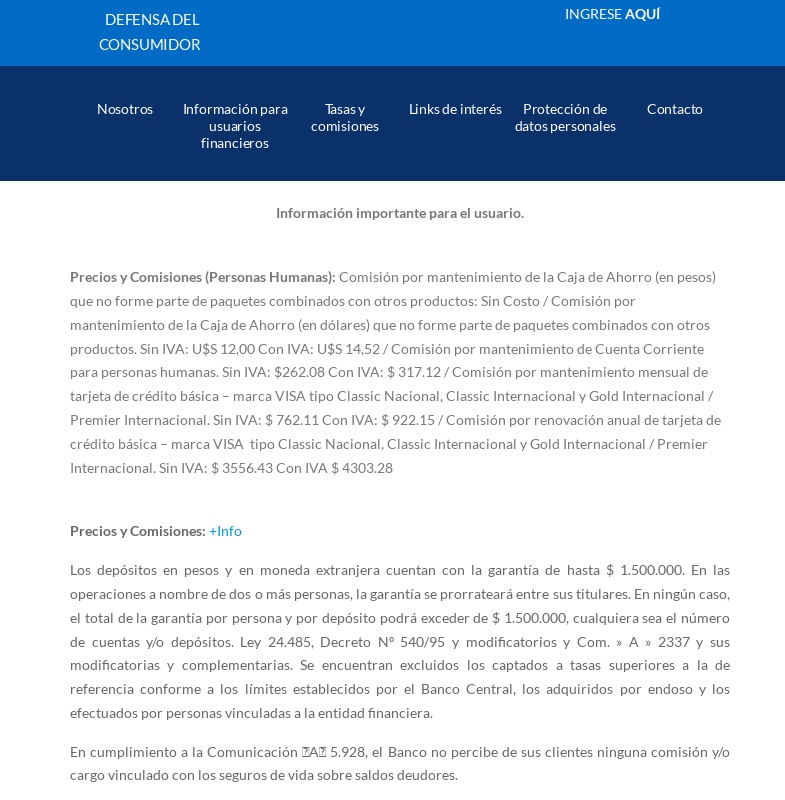 DEFENSA DEL
CONSUMIDOR
INGRESE AQUÍ
Nosotros
Información para
usuarios
financieros
Tasas y
comisiones
Links de interés
Protección de
datos personales
Contacto
Información importante para el usuario.
Precios y Comisiones (Personas Humanas): Comisión por mantenimiento de la Caja de Ahorro (en pesos)
que no forme parte de paquetes combinados con otros productos: Sin Costo / Comisión por
mantenimiento de la Caja de Ahorro (en dólares) que no forme parte de paquetes combinados con otros
productos. Sin IVA: U$S 12,00 Con IVA: U$S 14,52 / Comisión por mantenimiento de Cuenta Corriente
para personas humanas. Sin IVA: $262.08 Con IVA: $ 317.12 / Comisión por mantenimiento mensual de
tarjeta de crédito básica – marca VISA tipo Classic Nacional, Classic Internacional y Gold Internacional /
Premier Internacional. Sin IVA: $ 762.11 Con IVA: $ 922.15 / Comisión por renovación anual de tarjeta de
crédito básica – marca VISA  tipo Classic Nacional, Classic Internacional y Gold Internacional / Premier
Internacional. Sin IVA: $ 3556.43 Con IVA $ 4303.28
Precios y Comisiones: +Info
Los depósitos en pesos y en moneda extranjera cuentan con la garantía de hasta $ 1.500.000. En las
operaciones a nombre de dos o más personas, la garantía se prorrateará entre sus titulares. En ningún caso,
el total de la garantía por persona y por depósito podrá exceder de $ 1.500.000, cualquiera sea el número
de cuentas y/o depósitos. Ley 24.485, Decreto Nº 540/95 y modificatorios y Com. » A » 2337 y sus
modificatorias y complementarias. Se encuentran excluidos los captados a tasas superiores a la de
referencia conforme a los límites establecidos por el Banco Central, los adquiridos por endoso y los
efectuados por personas vinculadas a la entidad financiera.
En cumplimiento a la Comunicación A 5.928, el Banco no percibe de sus clientes ninguna comisión y/o
cargo vinculado con los seguros de vida sobre saldos deudores.